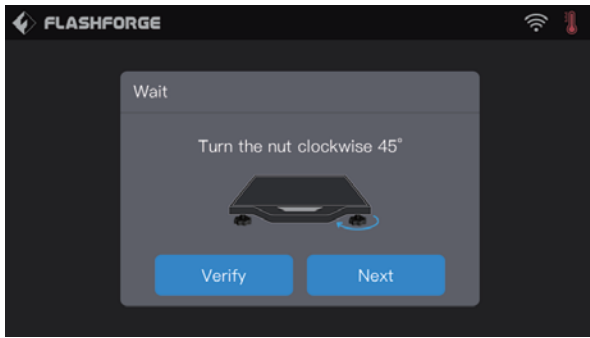 FLASHFORGE
Wait
Turn the nut clockwise 45°
Verify
Next